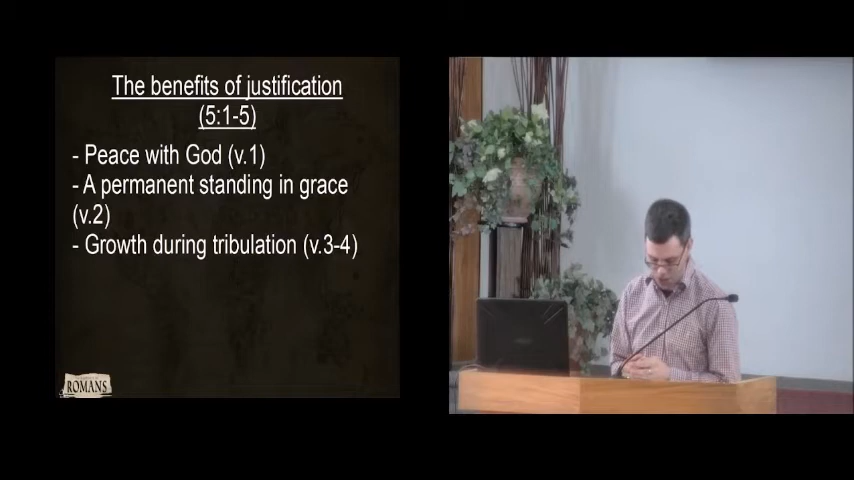 The benefits of justification
(5:1-5)
- Peace with God (v.1)
- A permanent standing in grace
(v.2)
- Growth during tribulation (v.3-4)
ROMANS